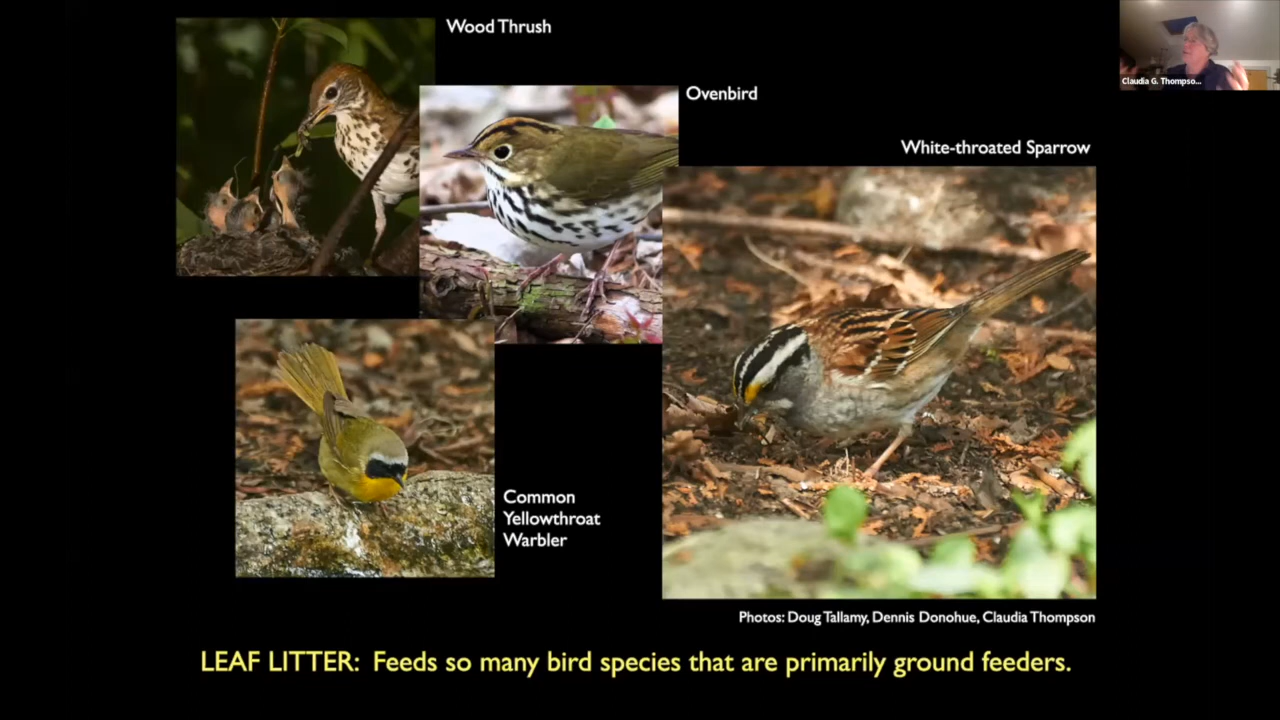 Wood Thrush
Claudia G. Thompso...
Ovenbird
White-throated Sparrow
Common
Yellowthroat
Warbler
Photos: Doug Tallamy, Dennis Donohue, Claudia Thompson
LEAF LITTER: Feeds so many bird species that are primarily ground feeders.